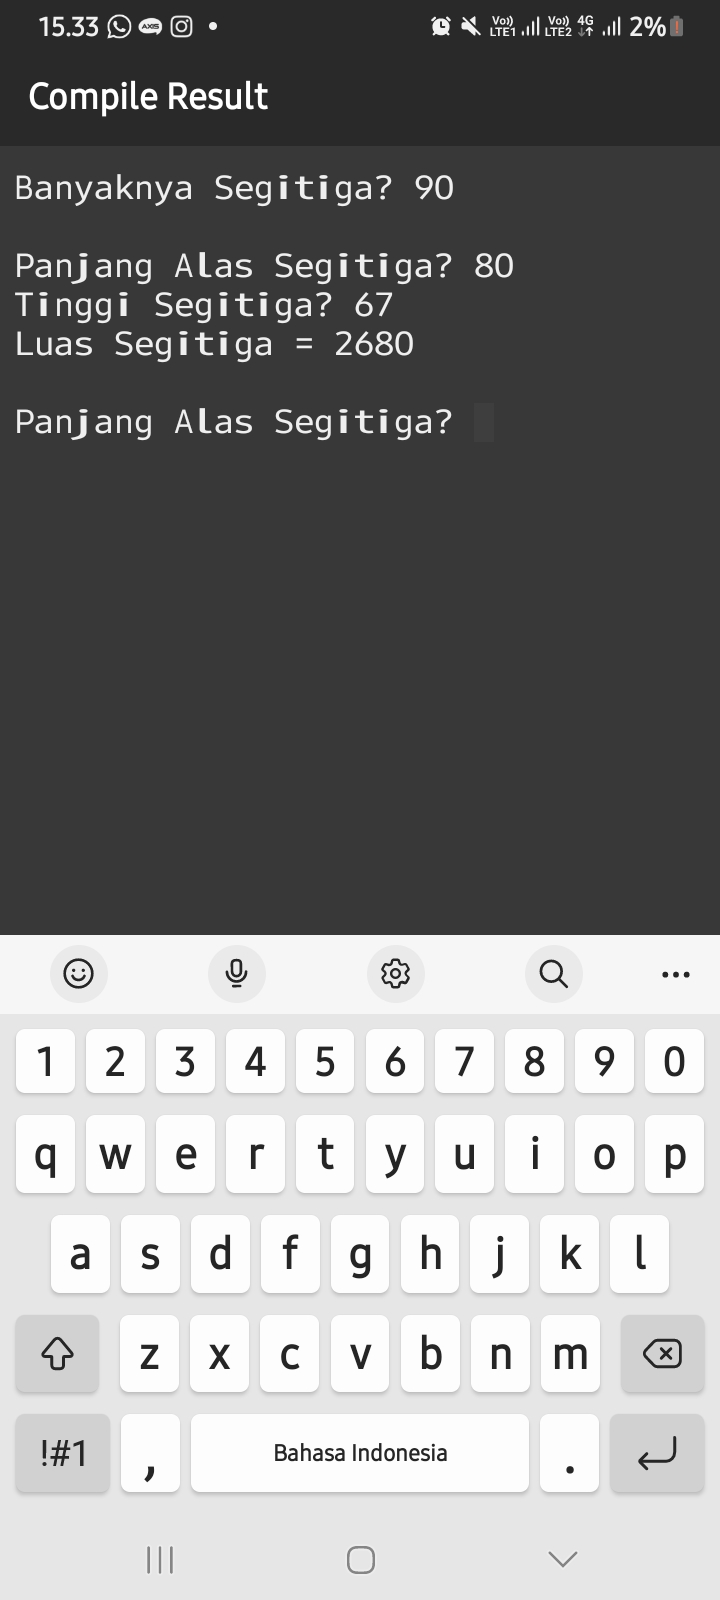 15.33 AXIS Vo)) LTE1 Vo)) LTE2 4G 2%
Compile Result
Banyaknya Segitiga? 90
Panjang Alas Segitiga? 80
Tinggi Segitiga? 67
Luas Segitiga = 2680
Panjang Alas Segitiga?
1 2 3 4 5 6 7 8 9 0
q w e r t y u i o p
a s d f g h j k l
z x c v b n m
!#1 , Bahasa Indonesia .